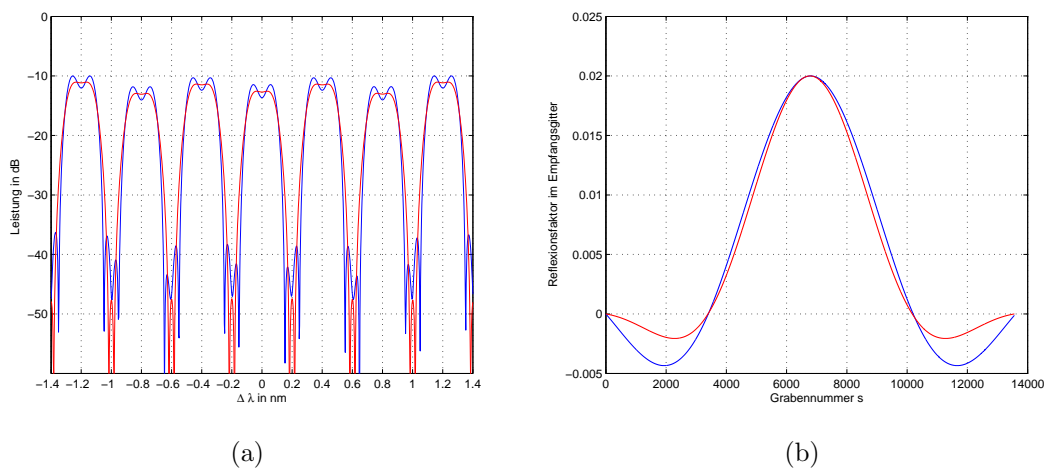 0
−10
−20
−30
−40
−50
Leistung in dB
−1.4 −1.2 −1 −0.8 −0.6 −0.4 −0.2 0 0.2 0.4 0.6 0.8 1 1.2 1.4
Δ λ in nm
(a)
0.025
0.02
0.015
0.01
0.005
0
−0.005
Reflexionsfaktor im Empfangsgitter
0 2000 4000 6000 8000 10000 12000 14000
Grabennummer s
(b)